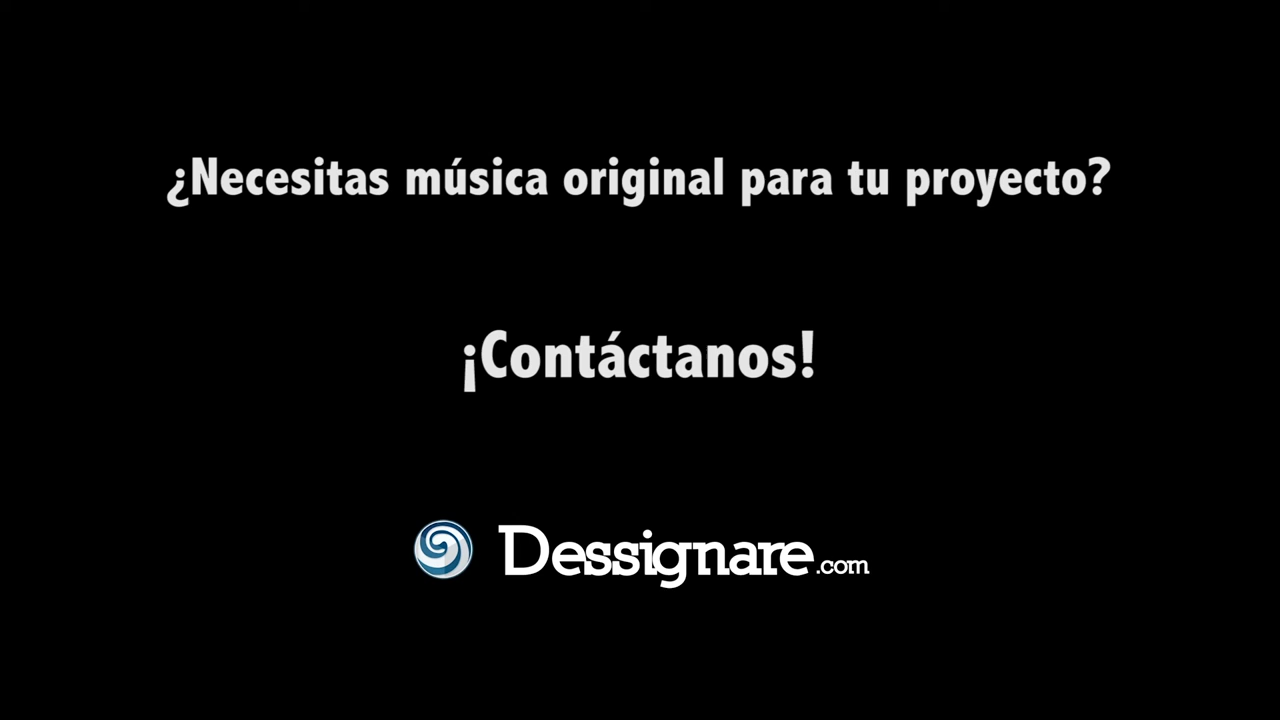 ¿Necesitas música original para tu proyecto?
¡Contáctanos!
Dessignare.com